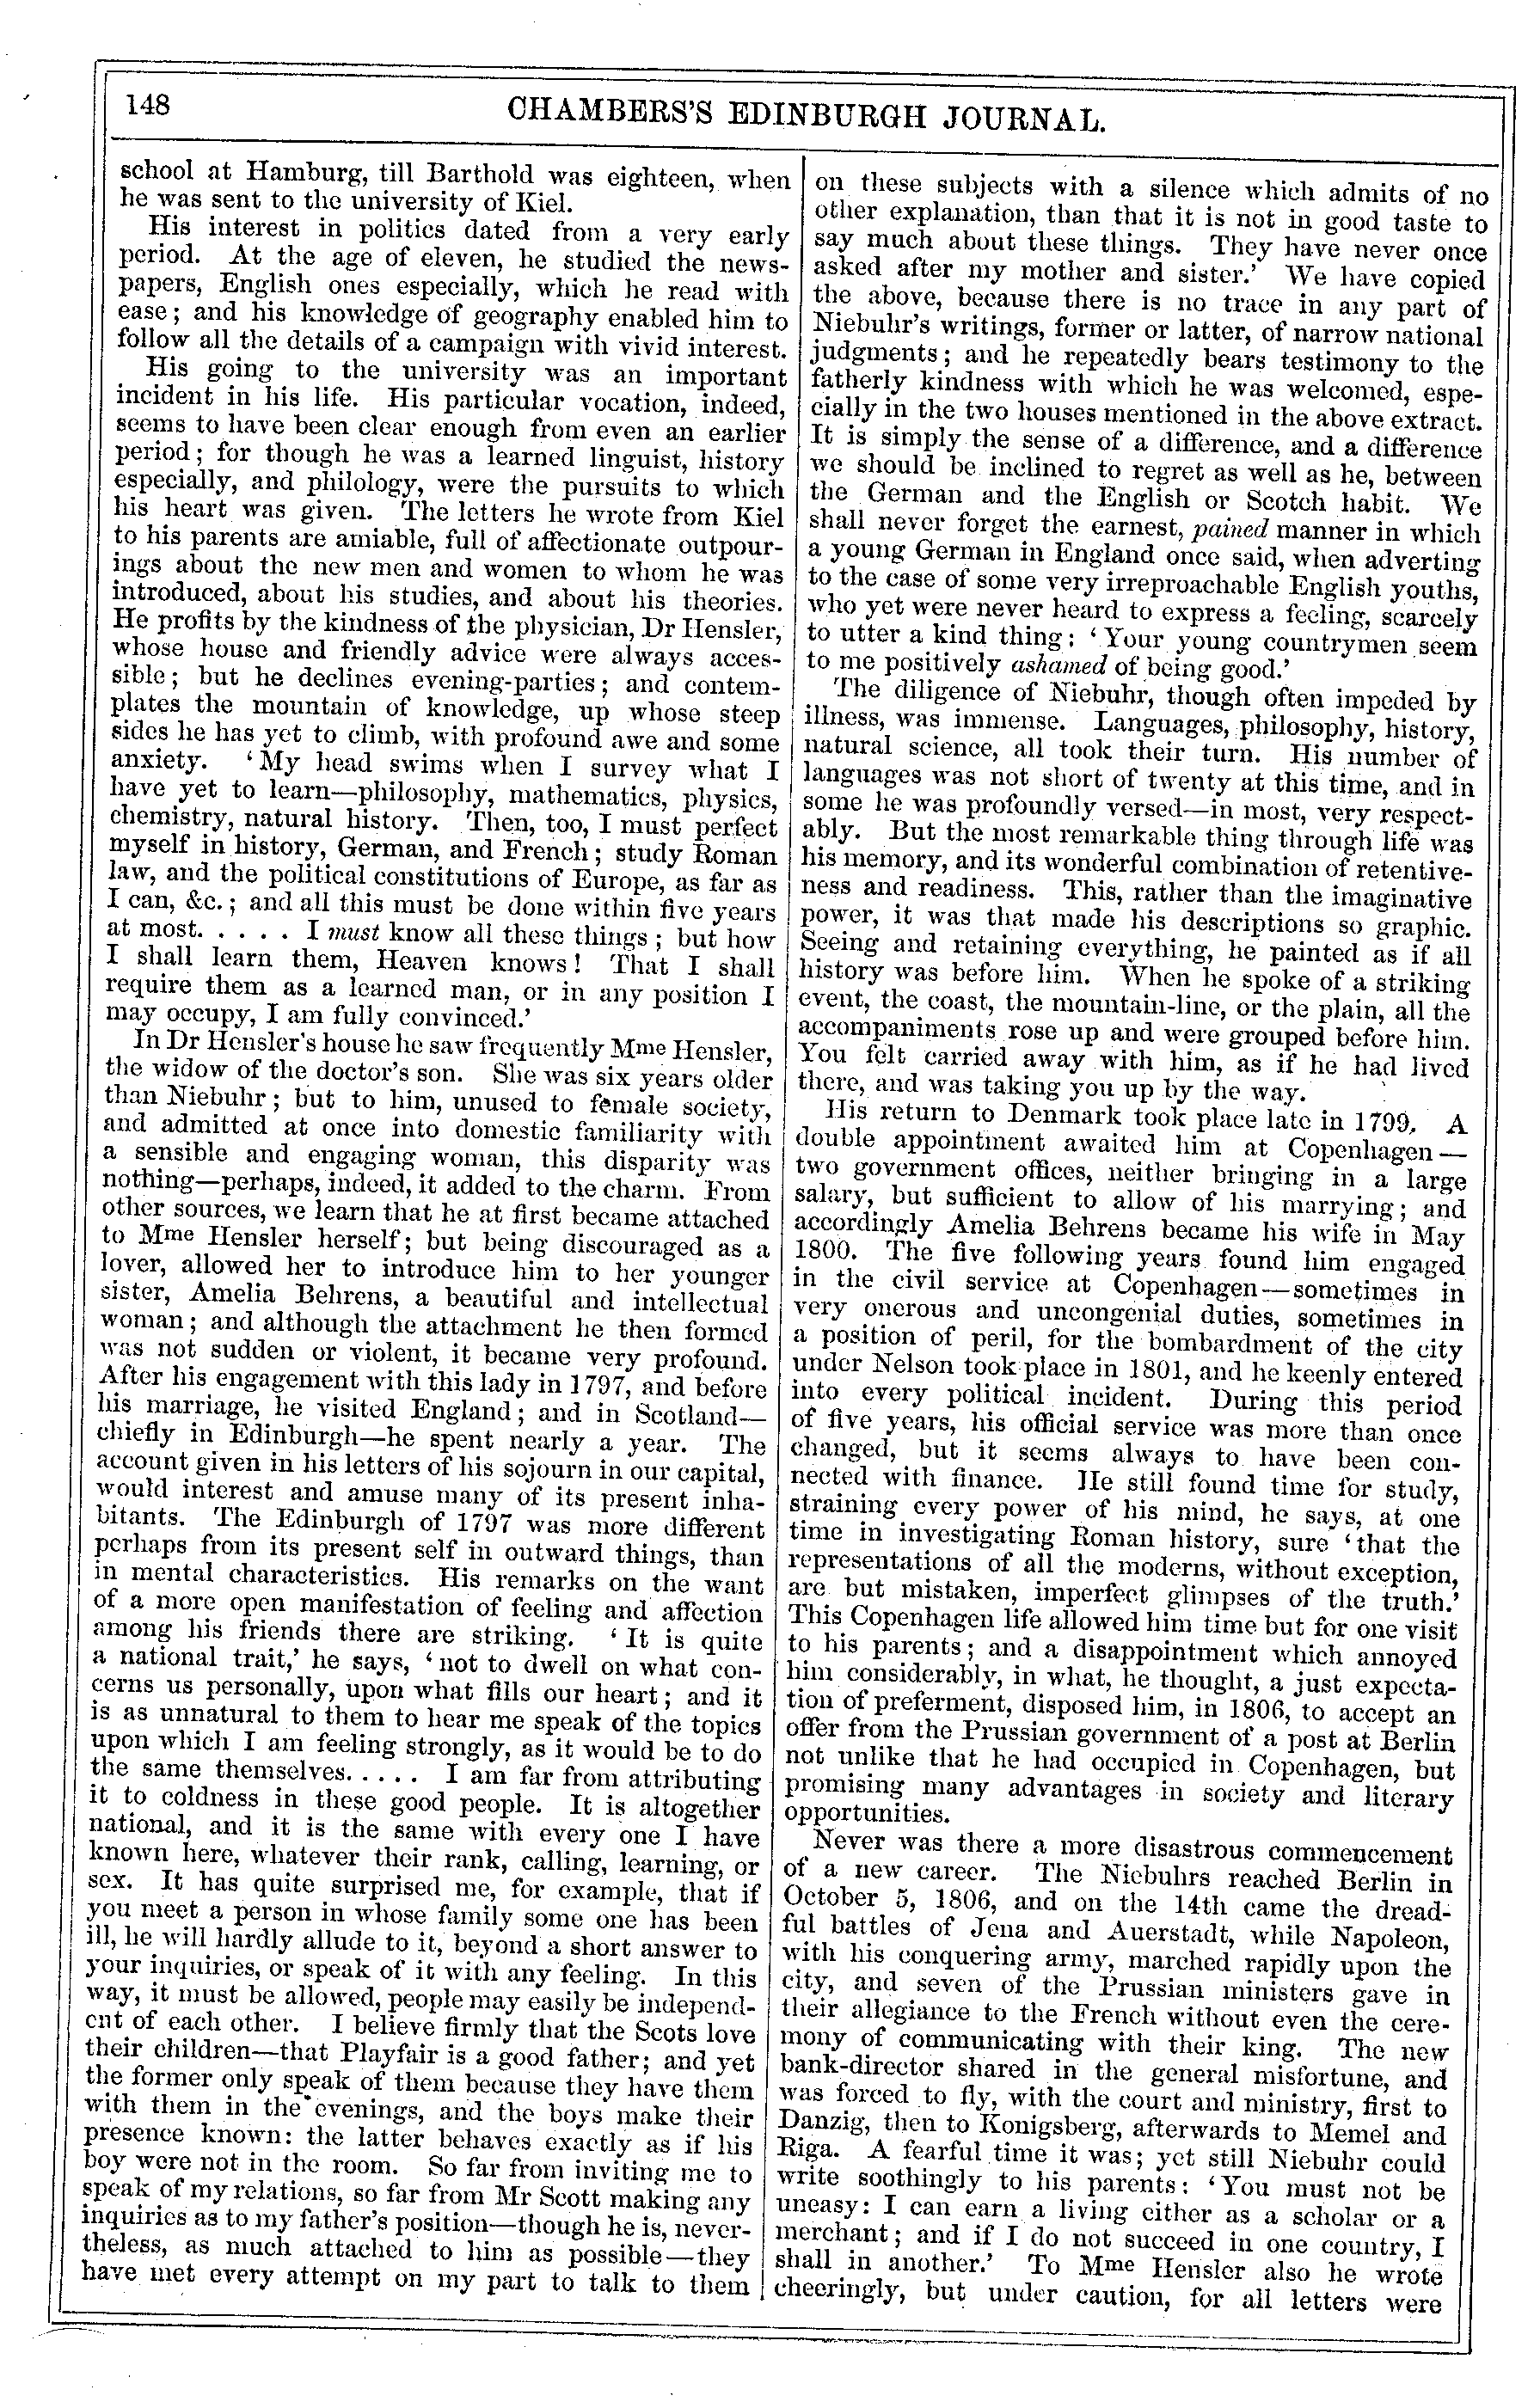 148
CHAMBERS'S EDINBURGH JOURNAL.
school at Hamburg, till Barthold was eighteen, when
he was sent to the university of Kiel.
His interest in politics dated from a very early
period. At the age of eleven, he studied the news-
papers, English ones especially, which he read with
ease; and his knowledge of geography enabled him to
follow all the details of a campaign with vivid interest.
His going to the university was an important
incident in his life. His particular vocation, indeed,
seems to have been clear enough from even an earlier
period; for though he was a learned linguist, history
especially, and philology, were the pursuits to which
his heart was given. The letters he wrote from Kiel
to his parents are amiable, full of affectionate outpour-
ings about the new men and women to whom he was
introduced, about his studies, and about his theories.
He profits by the kindness of the physician, Dr Hensler,
whose house and friendly advice were always acces-
sible; but he declines evening-parties; and contem-
plates the mountain of knowledge, up whose steep
sides he has yet to climb, with profound awe and some
anxiety. ‘My head swims when I survey what I
have yet to learn—philosophy, mathematics, physics,
chemistry, natural history. Then, too, I must perfect
myself in history, German, and French; study Roman
law, and the political constitutions of Europe, as far as
I can, &c.; and all this must be done within five years
at most. . . . . I must know all these things; but how
I shall learn them, Heaven knows! That I shall
require them as a learned man, or in any position I
may occupy, I am fully convinced.’
In Dr Hensler's house he saw frequently Mme Hensler,
the widow of the doctor's son. She was six years older
than Niebuhr; but to him, unused to female society,
and admitted at once into domestic familiarity with
a sensible and engaging woman, this disparity was
nothing—perhaps, indeed, it added to the charm. From
other sources, we learn that he at first became attached
to Mme Hensler herself; but being discouraged as a
lover, allowed her to introduce him to her younger
sister, Amelia Behrens, a beautiful and intellectual
woman; and although the attachment he then formed
was not sudden or violent, it became very profound.
After his engagement with this lady in 1797, and before
his marriage, he visited England; and in Scotland—
chiefly in Edinburgh—he spent nearly a year. The
account given in his letters of his sojourn in our capital,
would interest and amuse many of its present inha-
bitants. The Edinburgh of 1797 was more different
perhaps from its present self in outward things, than
in mental characteristics. His remarks on the want
of a more open manifestation of feeling and affection
among his friends there are striking. ‘It is quite
a national trait,’ he says, ‘not to dwell on what con-
cerns us personally, upon what fills our heart; and it
is as unnatural to them to hear me speak of the topics
upon which I am feeling strongly, as it would be to do
the same themselves. . . . . I am far from attributing
it to coldness in these good people. It is altogether
national, and it is the same with every one I have
known here, whatever their rank, calling, learning, or
sex. It has quite surprised me, for example, that if
you meet a person in whose family some one has been
ill, he will hardly allude to it, beyond a short answer to
your inquiries, or speak of it with any feeling. In this
way, it must be allowed, people may easily be independ-
ent of each other. I believe firmly that the Scots love
their children—that Playfair is a good father; and yet
the former only speak of them because they have them
with them in the evenings, and the boys make their
presence known: the latter behaves exactly as if his
boy were not in the room. So far from inviting me to
speak of my relations, so far from Mr Scott making any
inquiries as to my father's position—though he is, never-
theless, as much attached to him as possible—they
have met every attempt on my part to talk to them
on these subjects with a silence which admits of no
other explanation, than that it is not in good taste to
say much about these things. They have never once
asked after my mother and sister.’ We have copied
the above, because there is no trace in any part of
Niebuhr's writings, former or latter, of narrow national
judgments; and he repeatedly bears testimony to the
fatherly kindness with which he was welcomed, espe-
cially in the two houses mentioned in the above extract.
It is simply the sense of a difference, and a difference
we should be inclined to regret as well as he, between
the German and the English or Scotch habit. We
shall never forget the earnest, pained manner in which
a young German in England once said, when adverting
to the case of some very irreproachable English youths,
who yet were never heard to express a feeling, scarcely
to utter a kind thing: ‘Your young countrymen seem
to me positively ashamed of being good.’
The diligence of Niebuhr, though often impeded by
illness, was immense. Languages, philosophy, history,
natural science, all took their turn. His number of
languages was not short of twenty at this time, and in
some he was profoundly versed—in most, very respect-
ably. But the most remarkable thing through life was
his memory, and its wonderful combination of retentive-
ness and readiness. This, rather than the imaginative
power, it was that made his descriptions so graphic.
Seeing and retaining everything, he painted as if all
history was before him. When he spoke of a striking
event, the coast, the mountain-line, or the plain, all the
accompaniments rose up and were grouped before him.
You felt carried away with him, as if he had lived
there, and was taking you up by the way.
His return to Denmark took place late in 1799. A
double appointment awaited him at Copenhagen—
two government offices, neither bringing in a large
salary, but sufficient to allow of his marrying; and
accordingly Amelia Behrens became his wife in May
1800. The five following years found him engaged
in the civil service at Copenhagen—sometimes in
very onerous and uncongenial duties, sometimes in
a position of peril, for the bombardment of the city
under Nelson took place in 1801, and he keenly entered
into every political incident. During this period
of five years, his official service was more than once
changed, but it seems always to have been con-
nected with finance. He still found time for study,
straining every power of his mind, he says, at one
time in investigating Roman history, sure ‘that the
representations of all the moderns, without exception,
are but mistaken, imperfect glimpses of the truth.’
This Copenhagen life allowed him time but for one visit
to his parents; and a disappointment which annoyed
him considerably, in what, he thought, a just expecta-
tion of preferment, disposed him, in 1806, to accept an
offer from the Prussian government of a post at Berlin
not unlike that he had occupied in Copenhagen, but
promising many advantages in society and literary
opportunities.
Never was there a more disastrous commencement
of a new career. The Niebuhrs reached Berlin in
October 5, 1806, and on the 14th came the dread-
ful battles of Jena and Auerstadt, while Napoleon,
with his conquering army, marched rapidly upon the
city, and seven of the Prussian ministers gave in
their allegiance to the French without even the cere-
mony of communicating with their king. The new
bank-director shared in the general misfortune, and
was forced to fly, with the court and ministry, first to
Danzig, then to Konigsberg, afterwards to Memel and
Riga. A fearful time it was; yet still Niebuhr could
write soothingly to his parents: ‘You must not be
uneasy: I can earn a living either as a scholar or a
merchant; and if I do not succeed in one country, I
shall in another.’ To Mme Hensler also he wrote
cheeringly, but under caution, for all letters were